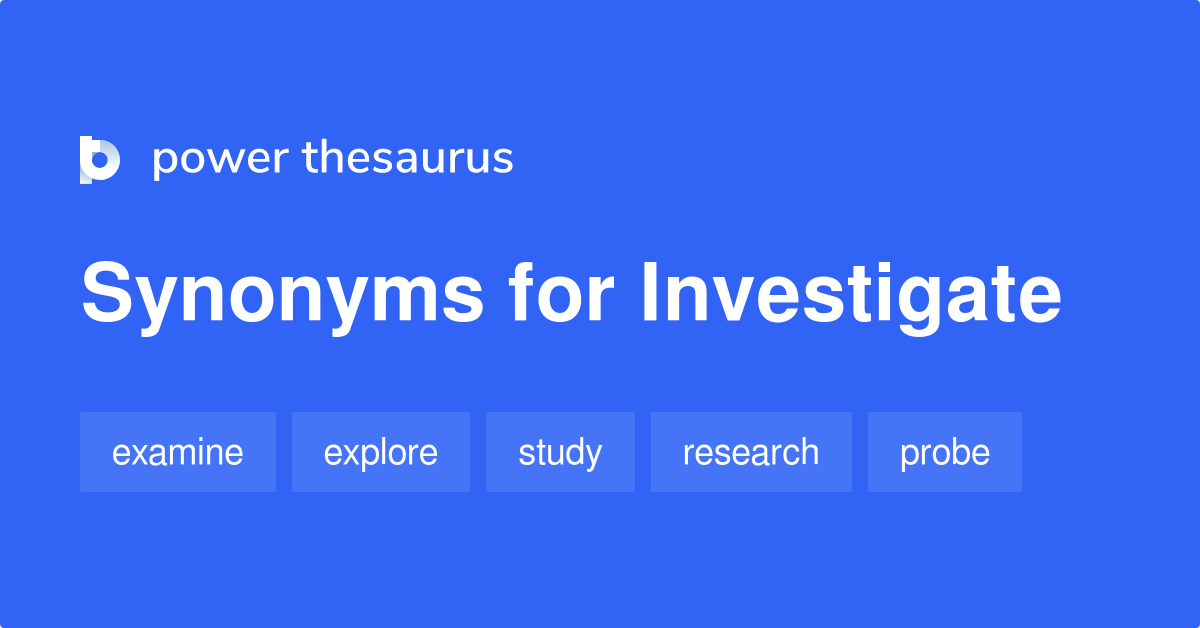 power thesaurus
Synonyms for Investigate
examine explore study research probe